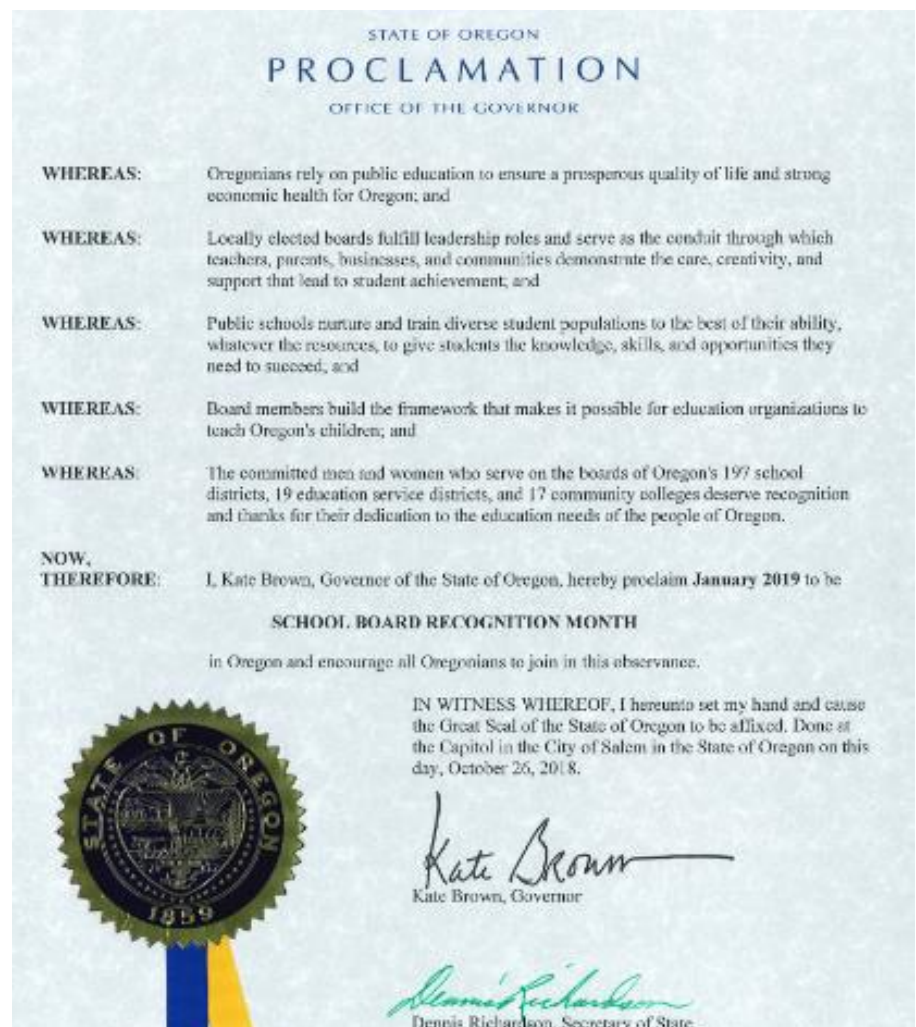 STATE OF OREGON
PROCLAMATION
OFFICE OF THE GOVERNOR
WHEREAS: Oregonians rely on public education to ensure a prosperous quality of life and strong
economic health for Oregon; and
WHEREAS: Locally elected boards fulfill leadership roles and serve as the conduit through which
teachers, parents, businesses, and communities demonstrate the care, creativity, and
support that lead to student achievement; and
WHEREAS: Public schools nurture and train diverse student populations to the best of their ability,
whatever the resources, to give students the knowledge, skills, and opportunities they
need to succeed; and
WHEREAS: Board members build the framework that makes it possible for education organizations to
teach Oregon's children; and
WHEREAS: The committed men and women who serve on the boards of Oregon's 197 school
districts, 19 education service districts, and 17 community colleges deserve recognition
and thanks for their dedication to the education needs of the people of Oregon.
NOW,
THEREFORE: I, Kate Brown, Governor of the State of Oregon, hereby proclaim January 2019 to be
SCHOOL BOARD RECOGNITION MONTH
in Oregon and encourage all Oregonians to join in this observance.
IN WITNESS WHEREOF, I hereunto set my hand and cause
the Great Seal of the State of Oregon to be affixed. Done at
the Capitol in the City of Salem in the State of Oregon on this
day, October 26, 2018.
STATE OF OREGON
1859
Kate Brown
Kate Brown, Governor
Dennis Richardson
Dennis Richardson, Secretary of State